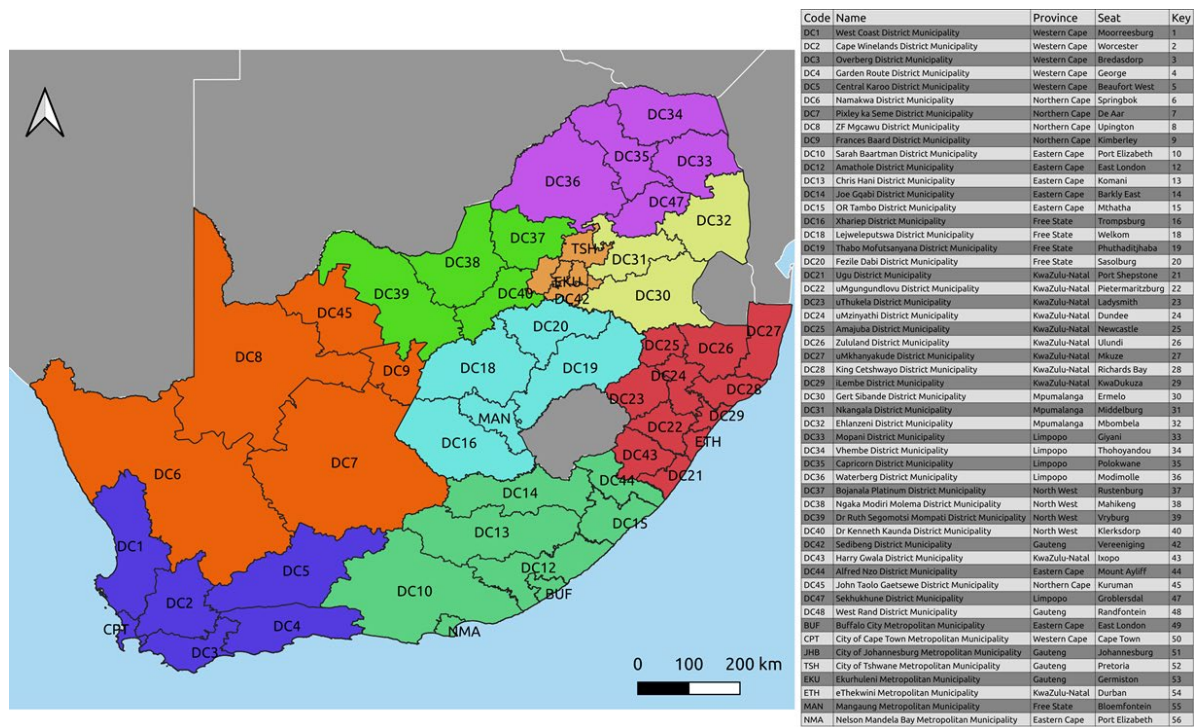 DC34
DC35
DC33
DC36
DC47
DC32
DC37
TSH
DC31
DC38
EKU
DC39
DC40
DC42
DC30
DC45
DC20
DC27
DC25
DC26
DC8
DC9
DC18
DC19
DC24
DC28
DC23
DC29
MAN
DC22
DC16
ETH
DC43
DC7
DC6
DC21
DC44
DC14
DC15
DC13
DC1
DC5
DC12
DC10
BUF
DC2
CPT
DC4
NMA
DC3
0 100 200 km
Code Name Province Seat Key
DC1 West Coast District Municipality Western Cape Moorreesburg 1
DC2 Cape Winelands District Municipality Western Cape Worcester 2
DC3 Overberg District Municipality Western Cape Bredasdorp 3
DC4 Garden Route District Municipality Western Cape George 4
DC5 Central Karoo District Municipality Western Cape Beaufort West 5
DC6 Namakwa District Municipality Northern Cape Springbok 6
DC7 Pixley ka Seme District Municipality Northern Cape De Aar 7
DC8 ZF Mgcawu District Municipality Northern Cape Upington 8
DC9 Frances Baard District Municipality Northern Cape Kimberley 9
DC10 Sarah Baartman District Municipality Eastern Cape Port Elizabeth 10
DC12 Amathole District Municipality Eastern Cape East London 12
DC13 Chris Hani District Municipality Eastern Cape Komani 13
DC14 Joe Gqabi District Municipality Eastern Cape Barkly East 14
DC15 OR Tambo District Municipality Eastern Cape Mthatha 15
DC16 Xhariep District Municipality Free State Trompsburg 16
DC18 Lejweleputswa District Municipality Free State Welkom 18
DC19 Thabo Mofutsanyana District Municipality Free State Phuthaditjhaba 19
DC20 Fezile Dabi District Municipality Free State Sasolburg 20
DC21 Ugu District Municipality KwaZulu-Natal Port Shepstone 21
DC22 uMgungundlovu District Municipality KwaZulu-Natal Pietermaritzburg 22
DC23 uThukela District Municipality KwaZulu-Natal Ladysmith 23
DC24 uMzinyathi District Municipality KwaZulu-Natal Dundee 24
DC25 Amajuba District Municipality KwaZulu-Natal Newcastle 25
DC26 Zululand District Municipality KwaZulu-Natal Ulundi 26
DC27 uMkhanyakude District Municipality KwaZulu-Natal Mkuze 27
DC28 King Cetshwayo District Municipality KwaZulu-Natal Richards Bay 28
DC29 iLembe District Municipality KwaZulu-Natal KwaDukuza 29
DC30 Gert Sibande District Municipality Mpumalanga Ermelo 30
DC31 Nkangala District Municipality Mpumalanga Middelburg 31
DC32 Ehlanzeni District Municipality Mpumalanga Mbombela 32
DC33 Mopani District Municipality Limpopo Giyani 33
DC34 Vhembe District Municipality Limpopo Thohoyandou 34
DC35 Capricorn District Municipality Limpopo Polokwane 35
DC36 Waterberg District Municipality Limpopo Modimolle 36
DC37 Bojanala Platinum District Municipality North West Rustenburg 37
DC38 Ngaka Modiri Molema District Municipality North West Mahikeng 38
DC39 Dr Ruth Segomotsi Mompati District Municipality North West Vryburg 39
DC40 Dr Kenneth Kaunda District Municipality North West Klerksdorp 40
DC42 Sedibeng District Municipality Gauteng Vereeniging 42
DC43 Harry Gwala District Municipality KwaZulu-Natal Ixopo 43
DC44 Alfred Nzo District Municipality Eastern Cape Mount Ayliff 44
DC45 John Taolo Gaetsewe District Municipality Northern Cape Kuruman 45
DC47 Sekhukhune District Municipality Limpopo Groblersdal 47
DC48 West Rand District Municipality Gauteng Randfontein 48
BUF Buffalo City Metropolitan Municipality Eastern Cape East London 49
CPT City of Cape Town Metropolitan Municipality Western Cape Cape Town 50
JHB City of Johannesburg Metropolitan Municipality Gauteng Johannesburg 51
TSH City of Tshwane Metropolitan Municipality Gauteng Pretoria 52
EKU Ekurhuleni Metropolitan Municipality Gauteng Germiston 53
ETH eThekwini Metropolitan Municipality KwaZulu-Natal Durban 54
MAN Mangaung Metropolitan Municipality Free State Bloemfontein 55
NMA Nelson Mandela Bay Metropolitan Municipality Eastern Cape Port Elizabeth 56